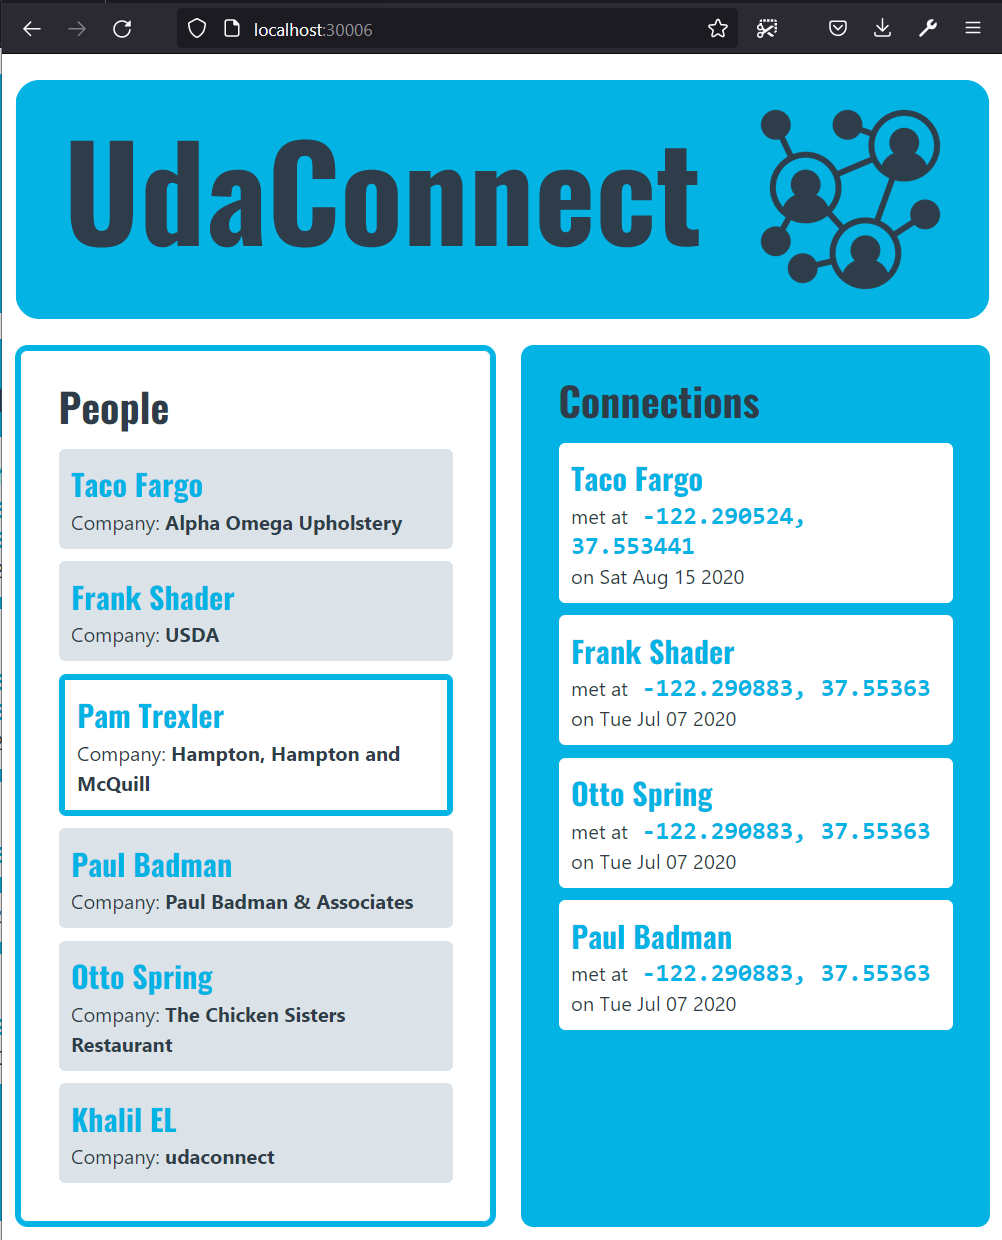 localhost:30006
UdaConnect
People
Taco Fargo
Company: Alpha Omega Upholstery
Frank Shader
Company: USDA
Pam Trexler
Company: Hampton, Hampton and
McQuill
Paul Badman
Company: Paul Badman & Associates
Otto Spring
Company: The Chicken Sisters
Restaurant
Khalil EL
Company: udaconnect
Connections
Taco Fargo
met at -122.290524,
37.553441
on Sat Aug 15 2020
Frank Shader
met at -122.290883, 37.55363
on Tue Jul 07 2020
Otto Spring
met at -122.290883, 37.55363
on Tue Jul 07 2020
Paul Badman
met at -122.290883, 37.55363
on Tue Jul 07 2020